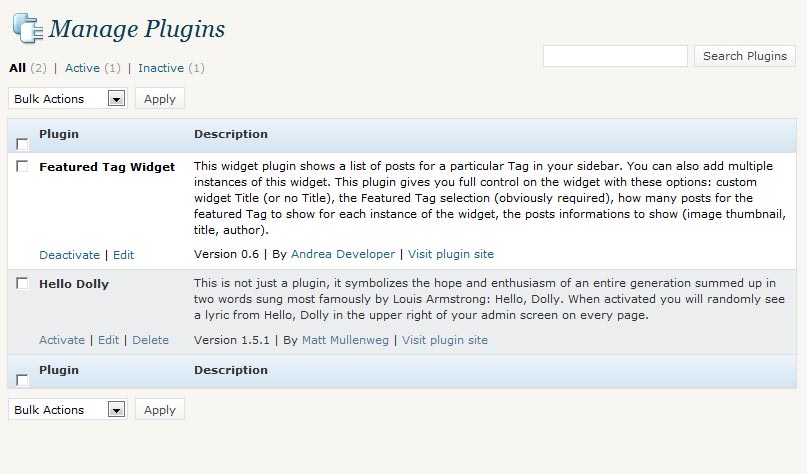 Manage Plugins
All (2) | Active (1) | Inactive (1)
Search Plugins
Bulk Actions Apply
Plugin Description
Featured Tag Widget This widget plugin shows a list of posts for a particular Tag in your sidebar. You can also add multiple
instances of this widget. This plugin gives you full control on the widget with these options: custom
widget Title (or no Title), the Featured Tag selection (obviously required), how many posts for the
featured Tag to show for each instance of the widget, the posts informations to show (image thumbnail,
title, author).
Deactivate | Edit Version 0.6 | By Andrea Developer | Visit plugin site
Hello Dolly This is not just a plugin, it symbolizes the hope and enthusiasm of an entire generation summed up in
two words sung most famously by Louis Armstrong: Hello, Dolly. When activated you will randomly see
a lyric from Hello, Dolly in the upper right of your admin screen on every page.
Activate | Edit | Delete Version 1.5.1 | By Matt Mullenweg | Visit plugin site
Plugin Description
Bulk Actions Apply